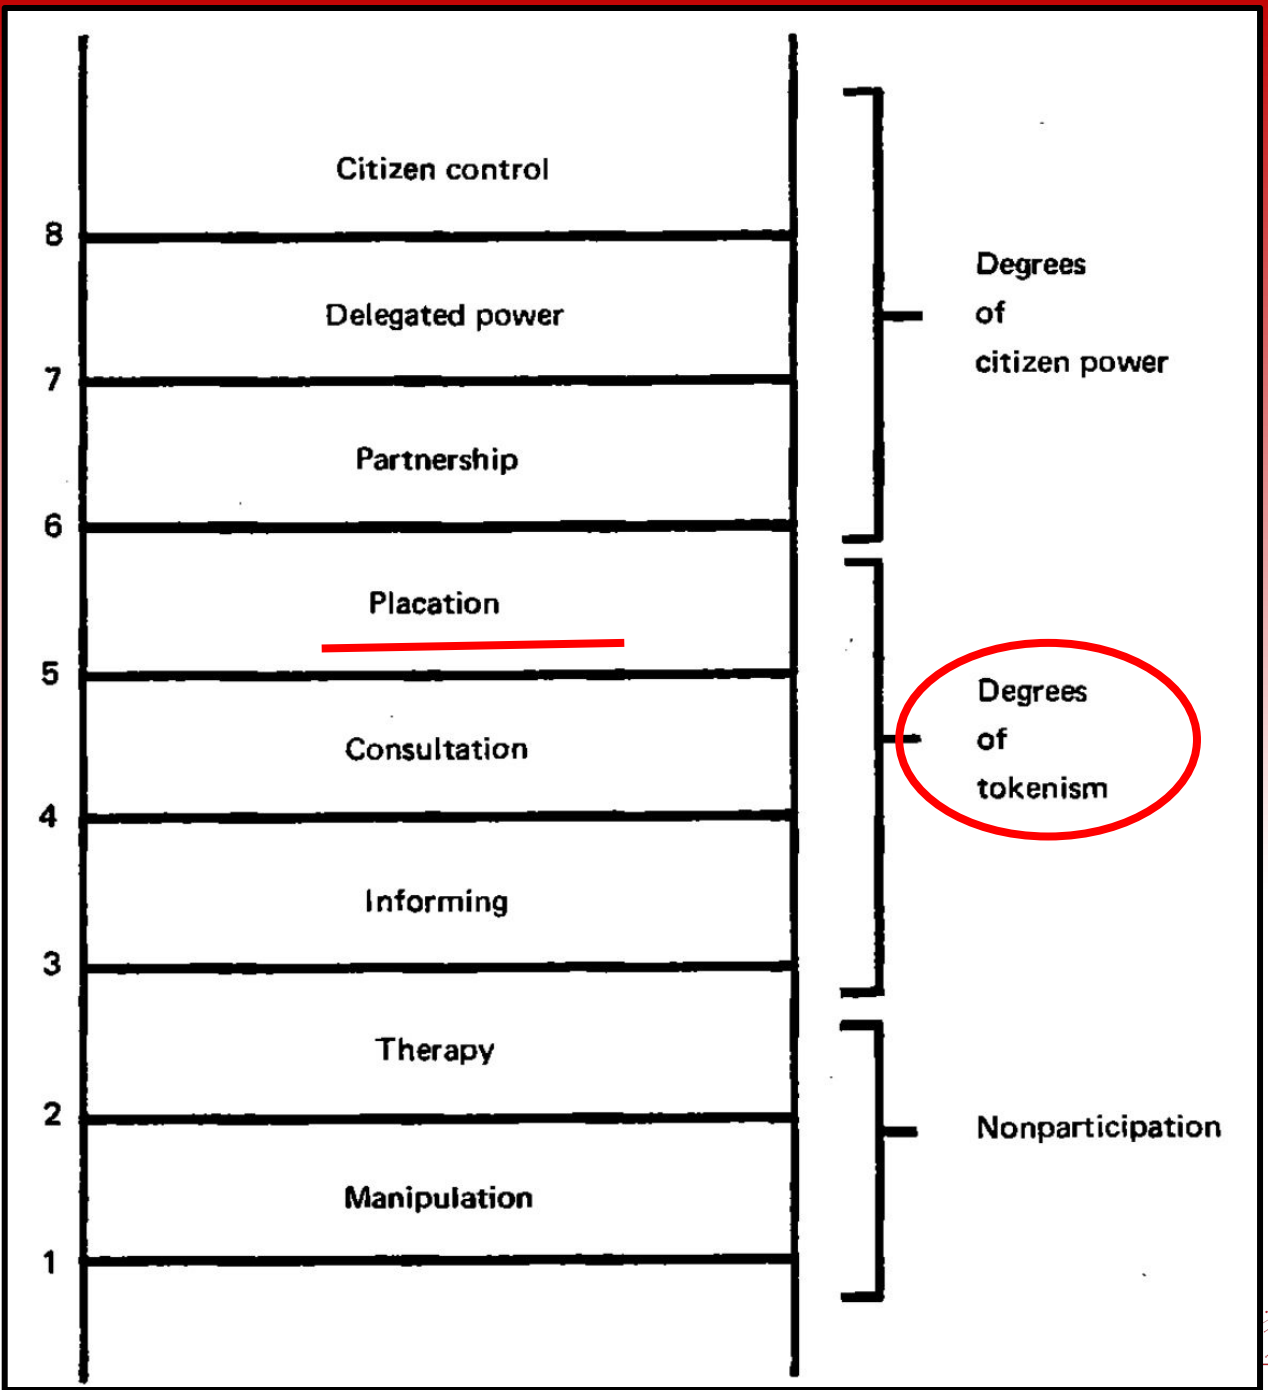 Citizen control
8
Delegated power
7
Partnership
6
Placation
5
Consultation
4
Informing
3
Therapy
2
Manipulation
1
Degrees
of
citizen power
Degrees
of
tokenism
Nonparticipation